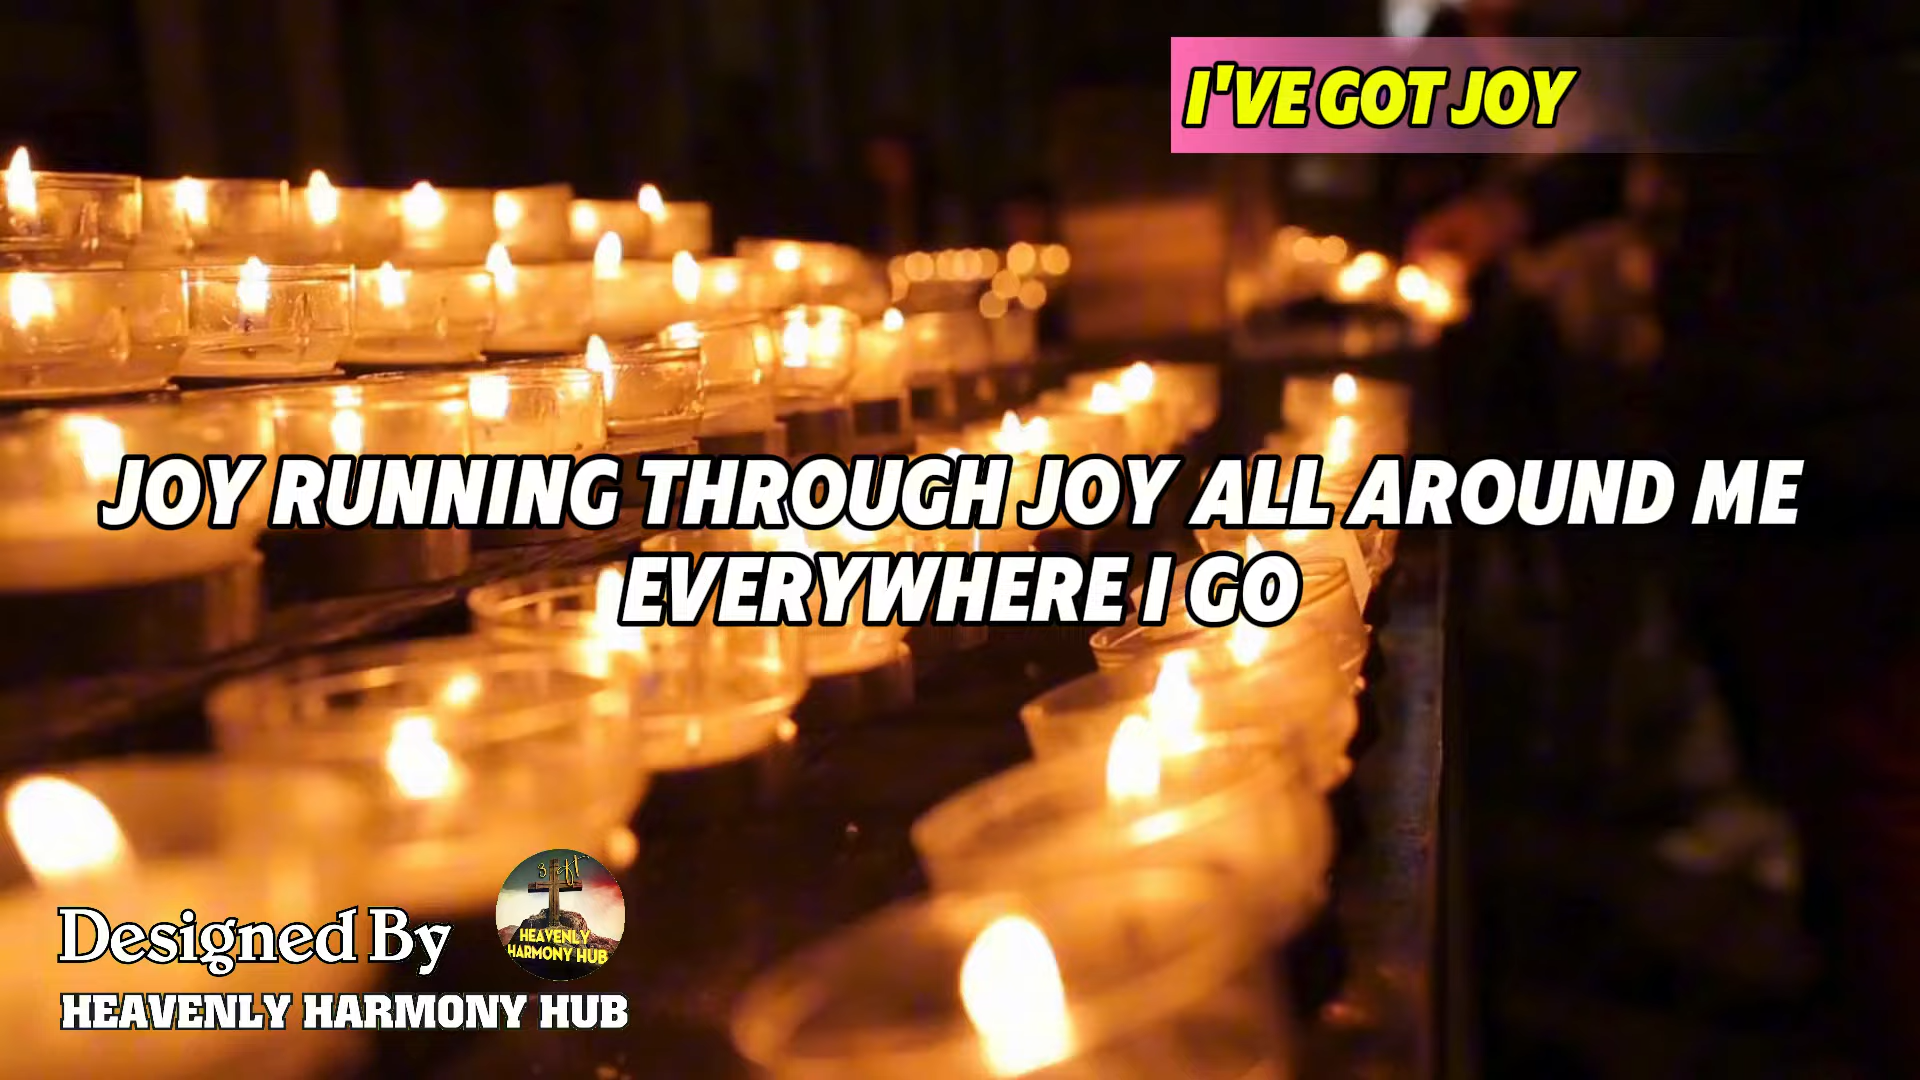 I'VE GOT JOY
JOY RUNNING THROUGH JOY ALL AROUND ME
EVERYWHERE I GO
Designed By
HEAVENLY
HARMONY HUB
HEAVENLY HARMONY HUB